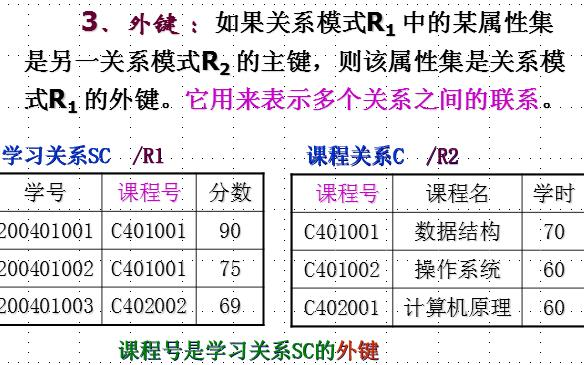 3、外键：如果关系模式R1 中的某属性集
是另一关系模式R2 的主键，则该属性集是关系模
式R1 的外键。它用来表示多个关系之间的联系。
学习关系SC /R1
学号 课程号 分数
200401001 C401001 90
200401002 C401001 75
200401003 C402002 69
课程关系C /R2
课程号 课程名 学时
C401001 数据结构 70
C401002 操作系统 60
C402001 计算机原理 60
课程号是学习关系SC的外键